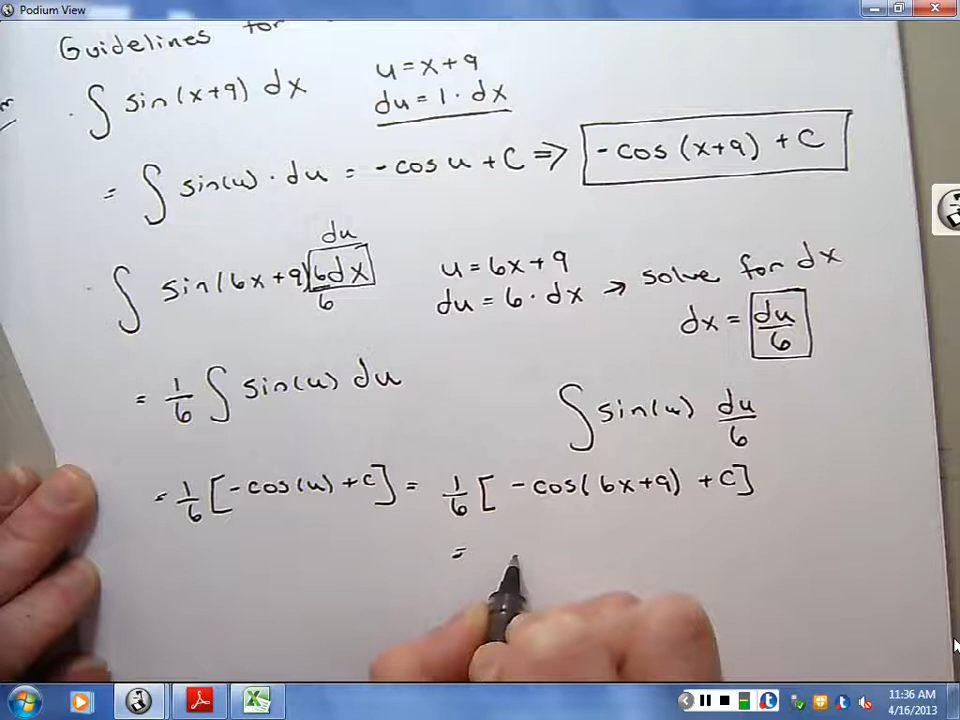 Podium View
Guidelines for
∫ sin(x+9) dx u = x+9
du = 1 · dx
= ∫ sin(u) · du = -cos u + C ⇒ -cos (x+9) + C
du
∫ sin(6x+9) 6dx u = 6x+9
6 du = 6 · dx → solve for dx
dx = du/6
= 1/6 ∫ sin(u) du ∫ sin(u) du/6
= 1/6 [-cos(u) + C] = 1/6 [ -cos(6x+9) + C]
=
11:36 AM
4/16/2013